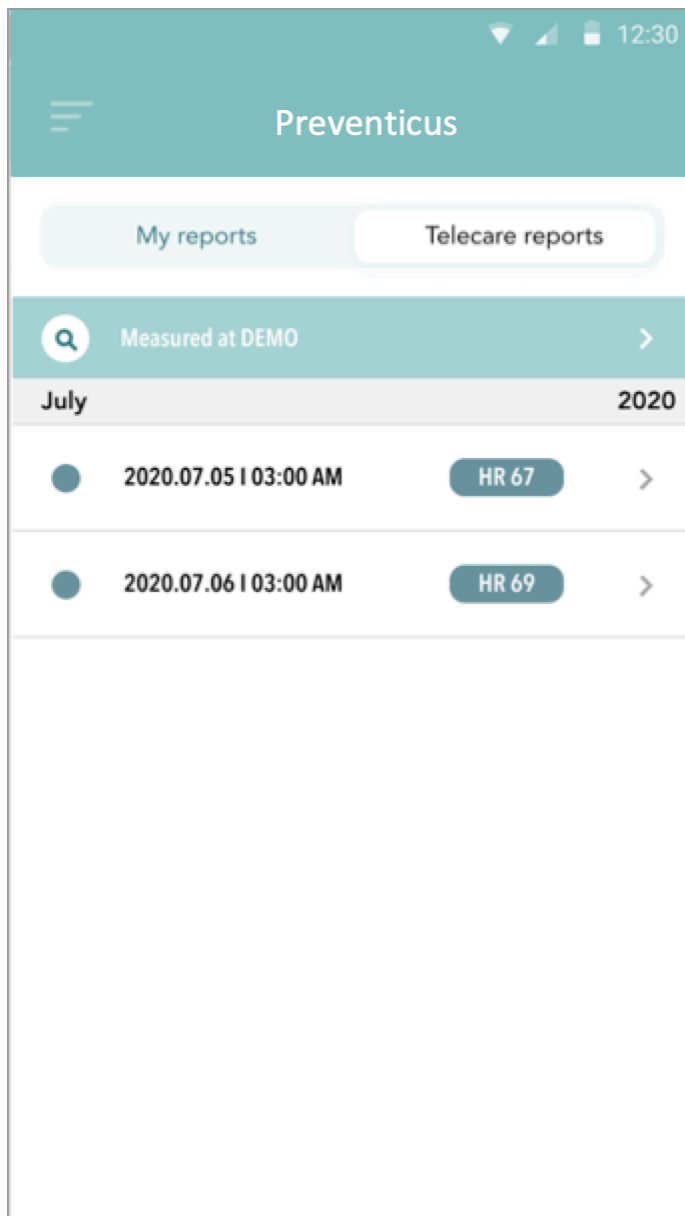 12:30
Preventicus
My reports Telecare reports
Measured at DEMO
July 2020
2020.07.05 I 03:00 AM HR 67
2020.07.06 I 03:00 AM HR 69